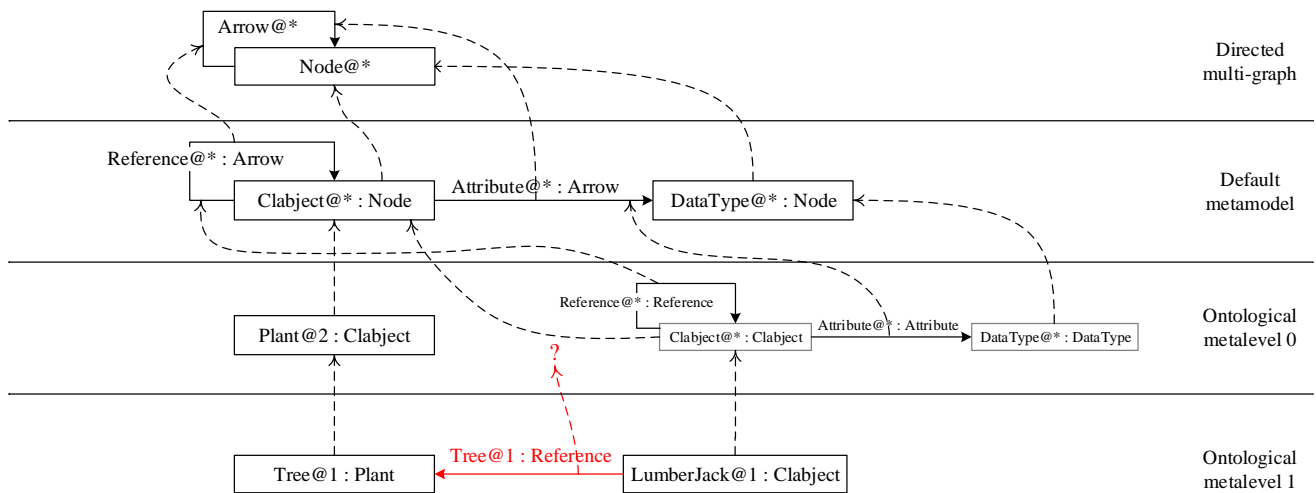 Arrow@*
Node@*
Directed
multi-graph
Reference@* : Arrow
Clabject@* : Node
Attribute@* : Arrow
DataType@* : Node
Default
metamodel
Reference@* : Reference
Plant@2 : Clabject
Clabject@* : Clabject
Attribute@* : Attribute
DataType@* : DataType
Ontological
metalevel 0
?
Tree@1 : Plant
Tree@1 : Reference
LumberJack@1 : Clabject
Ontological
metalevel 1